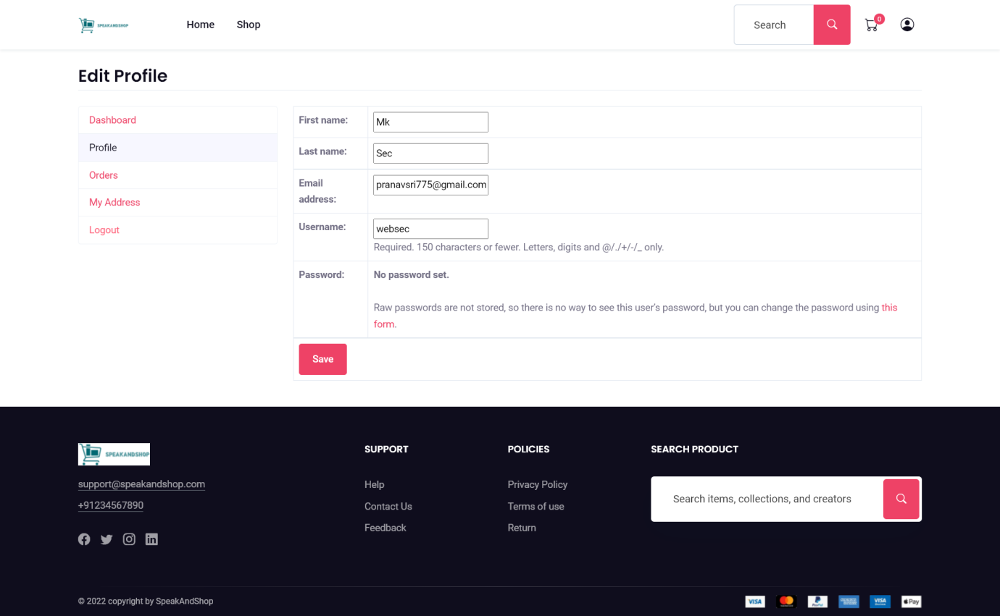 SPEAKANDSHOP
Home
Shop
Search
0
Edit Profile
Dashboard
Profile
Orders
My Address
Logout
First name:
Mk
Last name:
Sec
Email
address:
pranavsri775@gmail.com
Username:
websec
Required. 150 characters or fewer. Letters, digits and @/./+/-/_ only.
Password:
No password set.
Raw passwords are not stored, so there is no way to see this user's password, but you can change the password using this
form.
Save
SPEAKANDSHOP
support@speakandshop.com
+91234567890
SUPPORT
Help
Contact Us
Feedback
POLICIES
Privacy Policy
Terms of use
Return
SEARCH PRODUCT
Search items, collections, and creators
© 2022 copyright by SpeakAndShop
VISA
PayPal
VISA
Pay